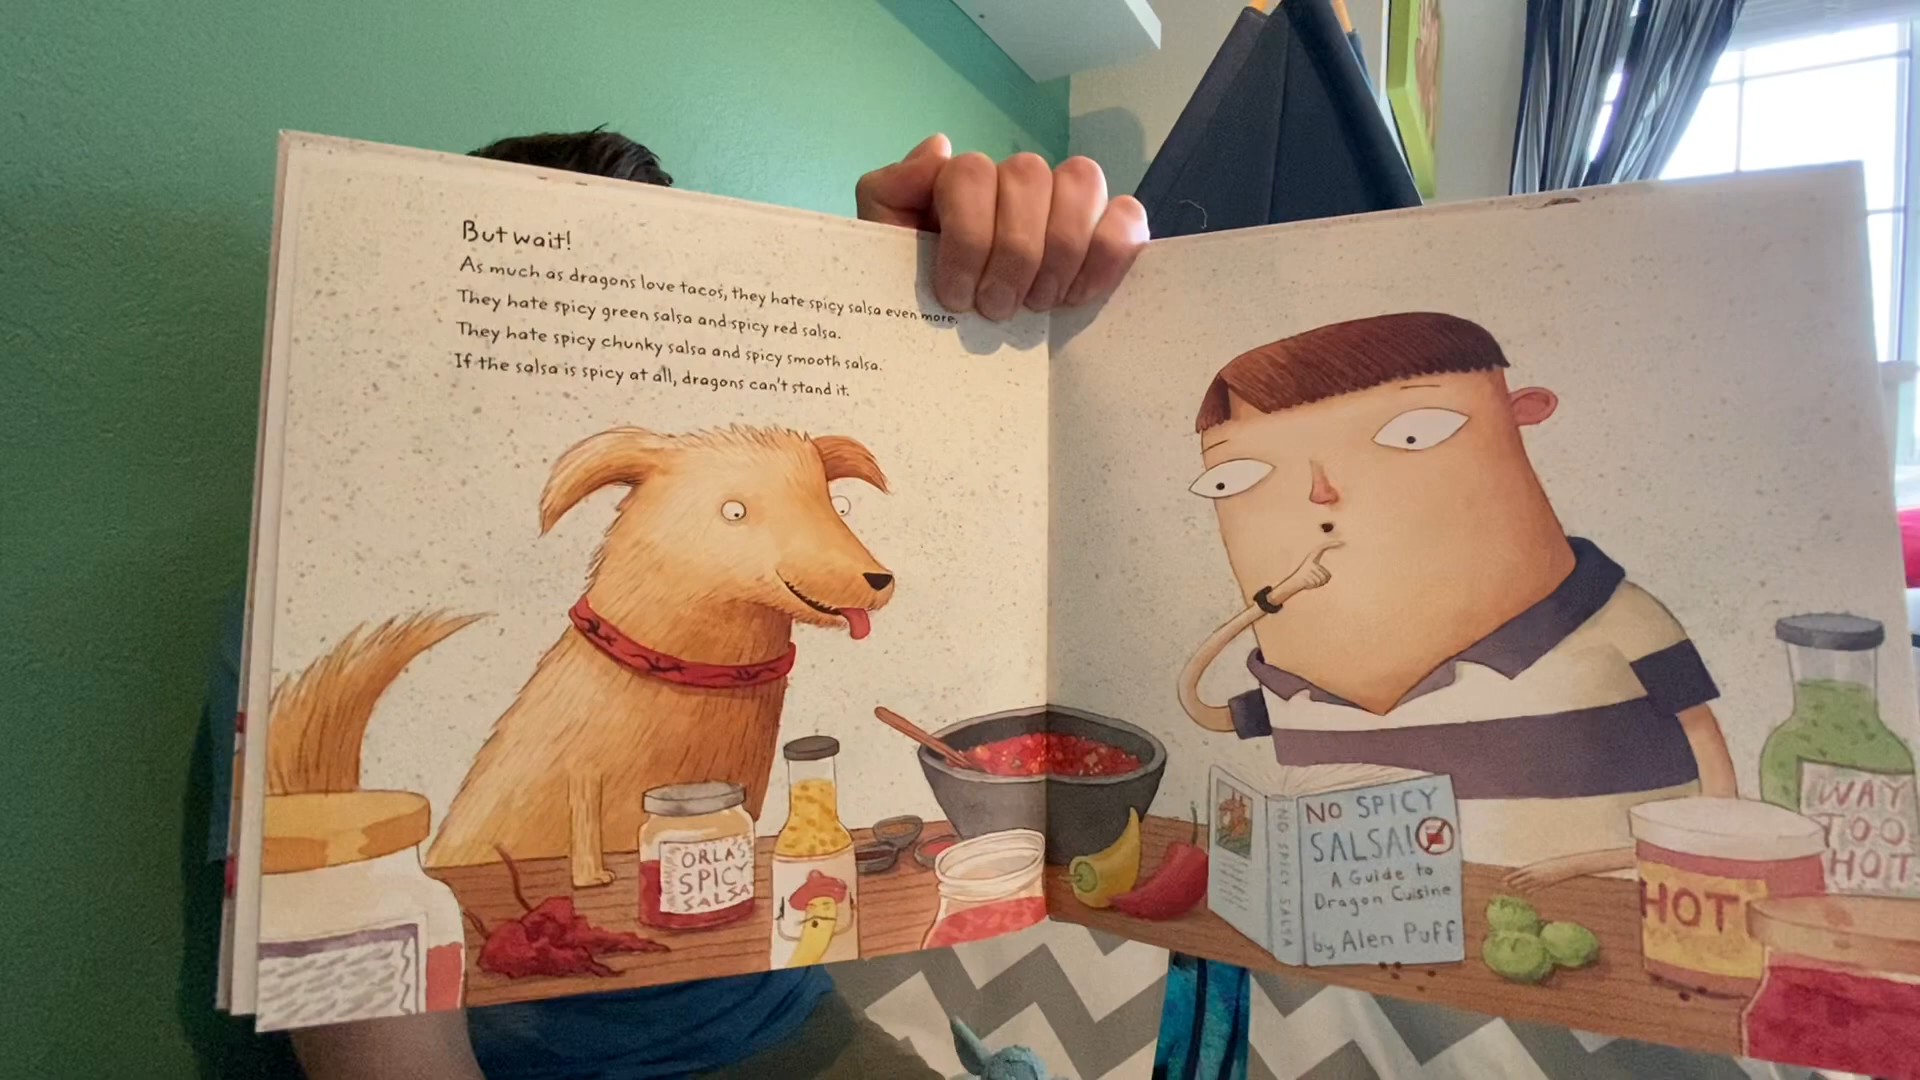 But wait!
As much as dragons love tacos, they hate spicy salsa even more.
They hate spicy green salsa and spicy red salsa.
They hate spicy chunky salsa and spicy smooth salsa.
If the salsa is spicy at all, dragons can't stand it.
ORLA'S
SPICY
SALSA
NO SPICY SALSA
NO SPICY
SALSA!
A Guide to
Dragon Cuisine
by Alen Puff
HOT
WAY
TOO
HOT